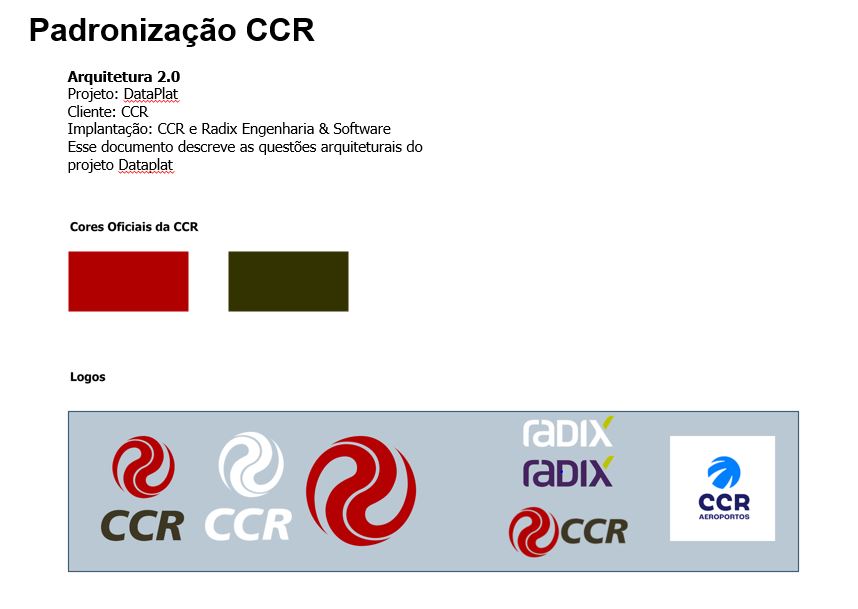 Padronização CCR
Arquitetura 2.0
Projeto: DataPlat
Cliente: CCR
Implantação: CCR e Radix Engenharia & Software
Esse documento descreve as questões arquiteturais do
projeto Dataplat
Cores Oficiais da CCR
Logos
CCR
CCR
radix
radix
CCR
CCR
AEROPORTOS